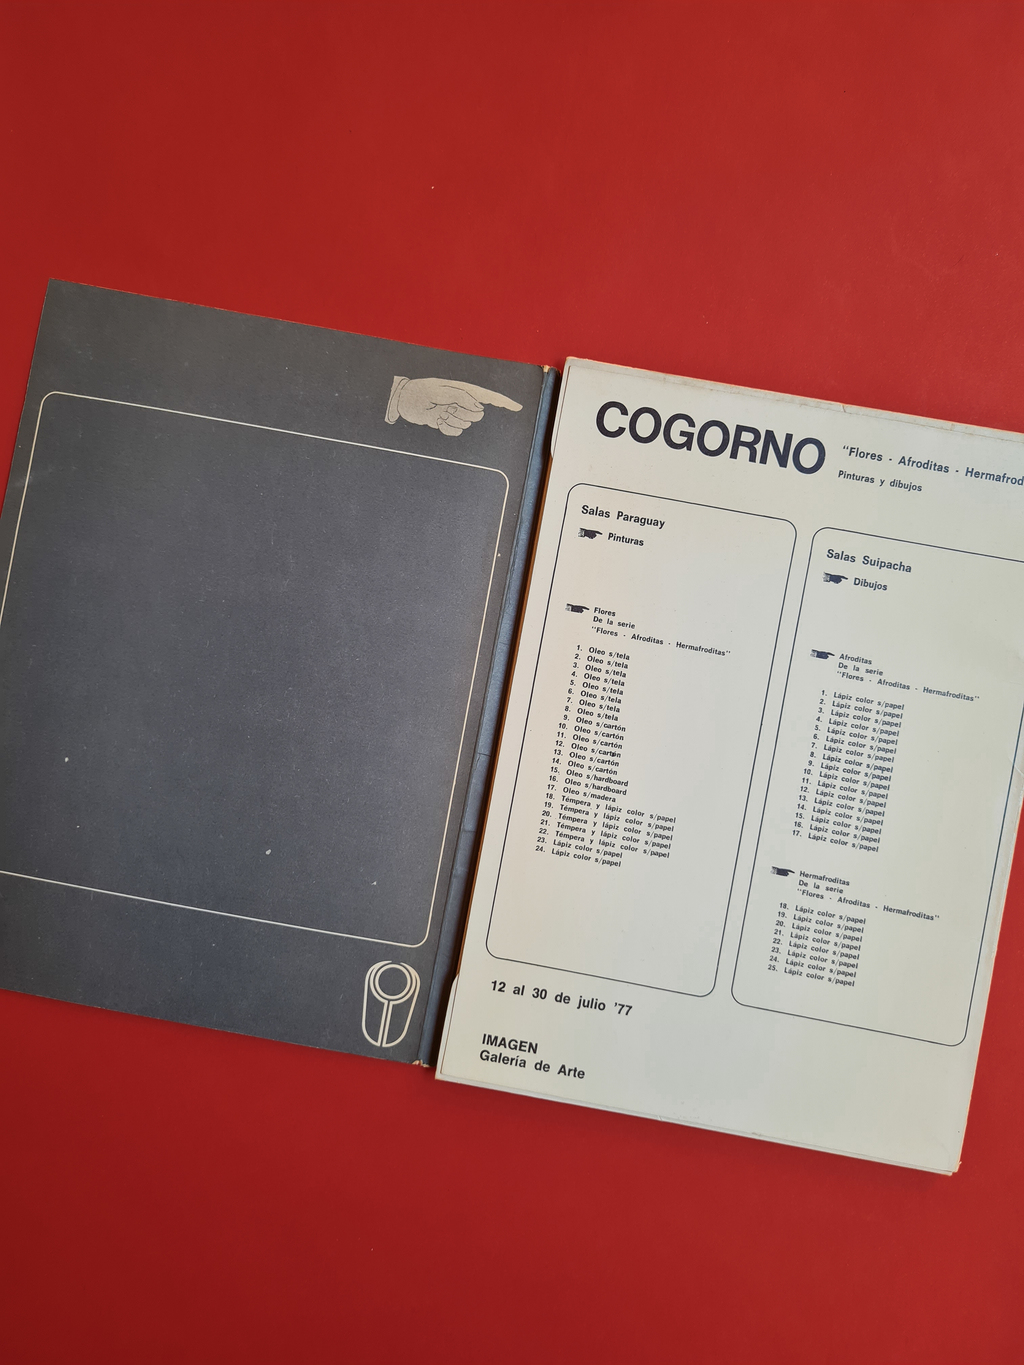 COGORNO
"Flores - Afroditas - Hermafrod
Pinturas y dibujos
Salas Paraguay
Pinturas
Flores
De la serie
"Flores - Afroditas - Hermafroditas"
1. Oleo s/tela
2. Oleo s/tela
3. Oleo s/tela
4. Oleo s/tela
5. Oleo s/tela
6. Oleo s/tela
7. Oleo s/tela
8. Oleo s/tela
9. Oleo s/cartón
10. Oleo s/cartón
11. Oleo s/cartón
12. Oleo s/cartón
13. Oleo s/cartón
14. Oleo s/cartón
15. Oleo s/hardboard
16. Oleo s/hardboard
17. Oleo s/madera
18. Témpera y lápiz color s/papel
19. Témpera y lápiz color s/papel
20. Témpera y lápiz color s/papel
21. Témpera y lápiz color s/papel
22. Témpera y lápiz color s/papel
23. Lápiz color s/papel
24. Lápiz color s/papel
Salas Suipacha
Dibujos
Afroditas
De la serie
"Flores - Afroditas - Hermafroditas"
1. Lápiz color s/papel
2. Lápiz color s/papel
3. Lápiz color s/papel
4. Lápiz color s/papel
5. Lápiz color s/papel
6. Lápiz color s/papel
7. Lápiz color s/papel
8. Lápiz color s/papel
9. Lápiz color s/papel
10. Lápiz color s/papel
11. Lápiz color s/papel
12. Lápiz color s/papel
13. Lápiz color s/papel
14. Lápiz color s/papel
15. Lápiz color s/papel
16. Lápiz color s/papel
17. Lápiz color s/papel
Hermafroditas
De la serie
"Flores - Afroditas - Hermafroditas"
18. Lápiz color s/papel
19. Lápiz color s/papel
20. Lápiz color s/papel
21. Lápiz color s/papel
22. Lápiz color s/papel
23. Lápiz color s/papel
24. Lápiz color s/papel
25. Lápiz color s/papel
12 al 30 de julio '77
IMAGEN
Galería de Arte